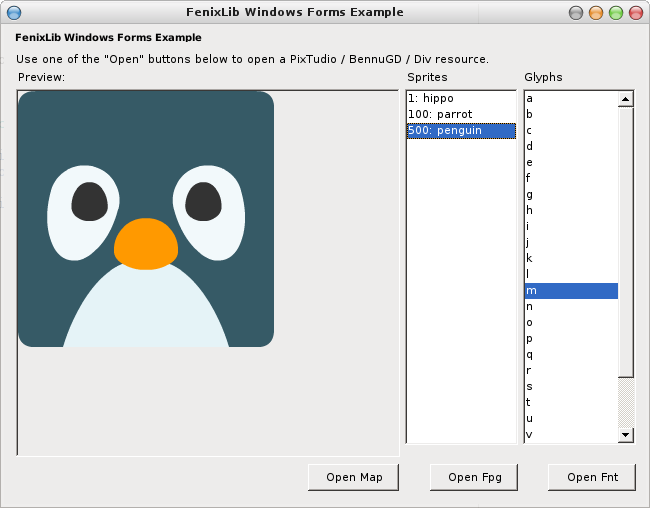 FenixLib Windows Forms Example
FenixLib Windows Forms Example
Use one of the "Open" buttons below to open a PixTudio / BennuGD / Div resource.
Preview:
Sprites
1: hippo
100: parrot
500: penguin
Glyphs
a
b
c
d
e
f
g
h
i
j
k
l
m
n
o
p
q
r
s
t
u
v
Open Map
Open Fpg
Open Fnt